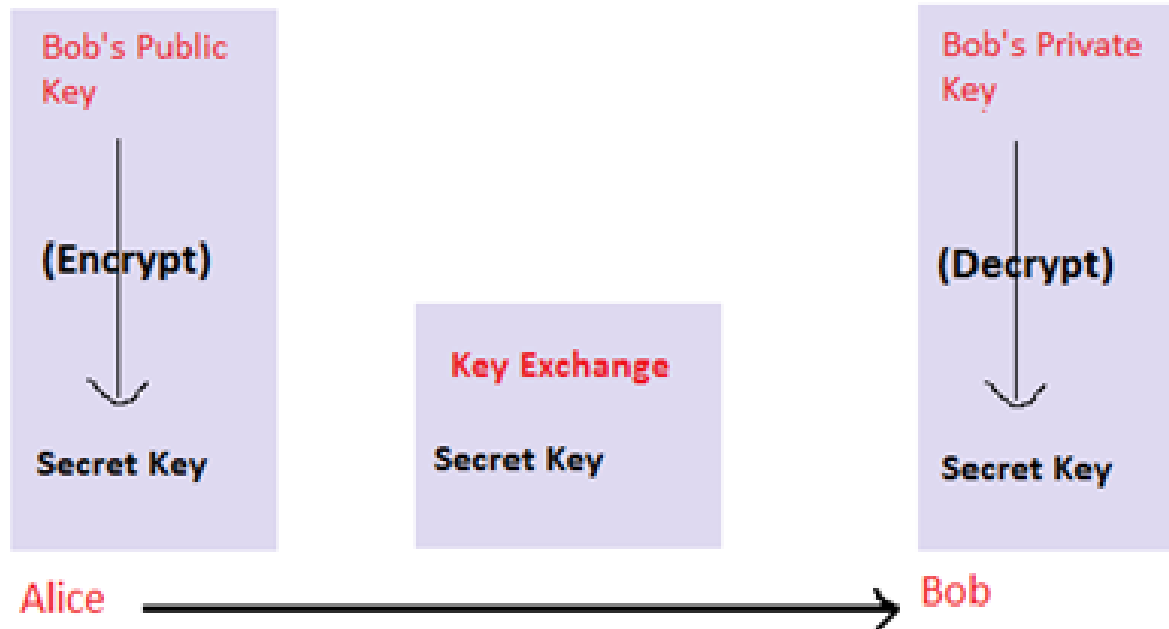 Bob's Public
Key
(Encrypt)
Secret Key
Key Exchange
Secret Key
Bob's Private
Key
(Decrypt)
Secret Key
Alice
Bob